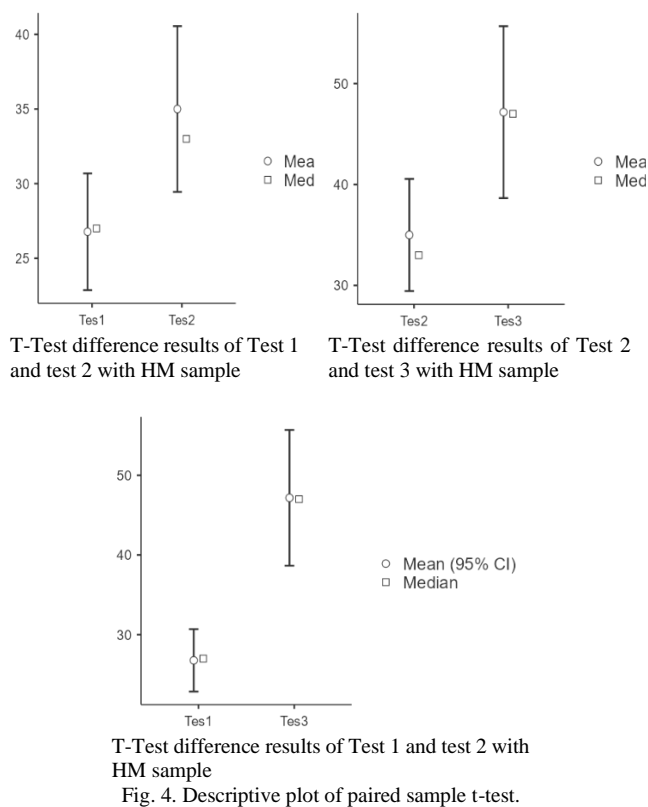 40
35
30
25
Tes1 Tes2
Mea
Med
50
40
30
Tes2 Tes3
Mea
Med
T-Test difference results of Test 1
and test 2 with HM sample
T-Test difference results of Test 2
and test 3 with HM sample
50
40
30
Tes1 Tes3
Mean (95% CI)
Median
T-Test difference results of Test 1 and test 2 with
HM sample
Fig. 4. Descriptive plot of paired sample t-test.